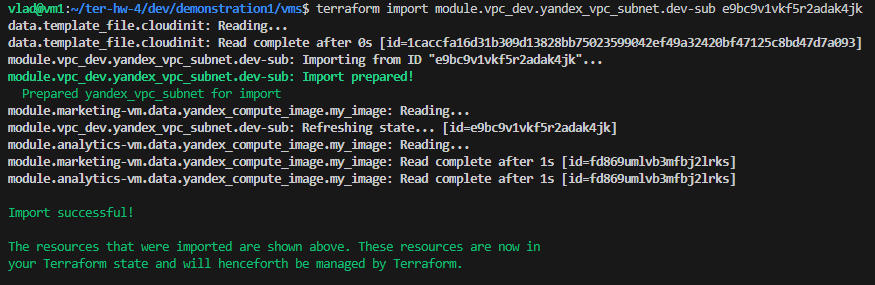 vlad@vm1:~/ter-hw-4/dev/demonstration1/vms$ terraform import module.vpc_dev.yandex_vpc_subnet.dev-sub e9bc9v1vkf5r2adak4jk
data.template_file.cloudinit: Reading...
data.template_file.cloudinit: Read complete after 0s [id=1caccfa16d31b309d13828bb75023599042ef49a32420bf47125c8bd47d7a093]
module.vpc_dev.yandex_vpc_subnet.dev-sub: Importing from ID "e9bc9v1vkf5r2adak4jk"...
module.vpc_dev.yandex_vpc_subnet.dev-sub: Import prepared!
  Prepared yandex_vpc_subnet for import
module.marketing-vm.data.yandex_compute_image.my_image: Reading...
module.vpc_dev.yandex_vpc_subnet.dev-sub: Refreshing state... [id=e9bc9v1vkf5r2adak4jk]
module.analytics-vm.data.yandex_compute_image.my_image: Reading...
module.marketing-vm.data.yandex_compute_image.my_image: Read complete after 1s [id=fd869umlvb3mfbj2lrks]
module.analytics-vm.data.yandex_compute_image.my_image: Read complete after 1s [id=fd869umlvb3mfbj2lrks]
Import successful!
The resources that were imported are shown above. These resources are now in
your Terraform state and will henceforth be managed by Terraform.